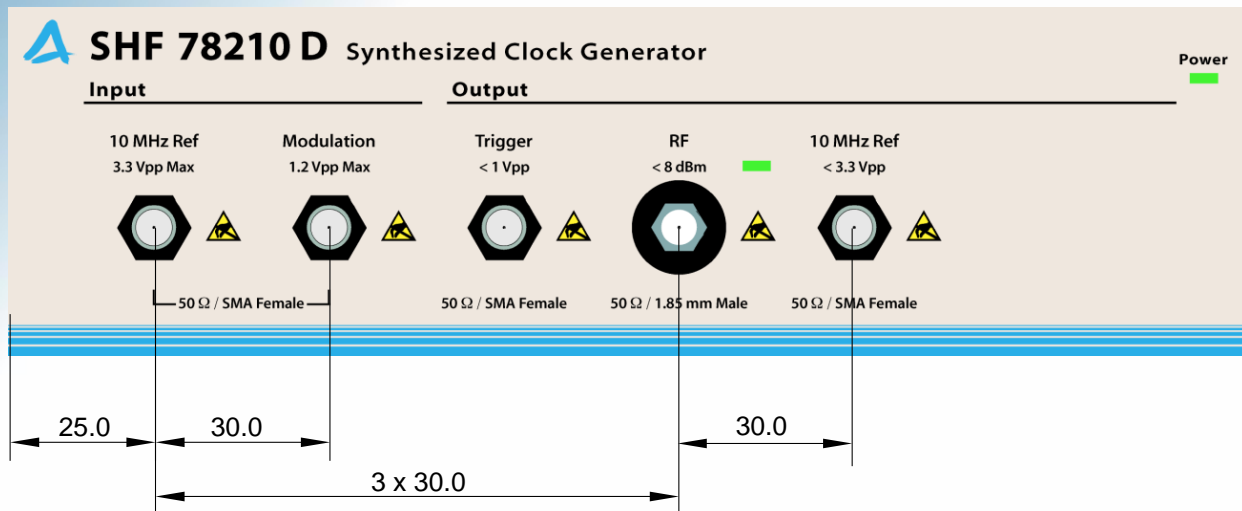 SHF 78210 D Synthesized Clock Generator
Power
Input Output
10 MHz Ref Modulation Trigger RF 10 MHz Ref
3.3 Vpp Max 1.2 Vpp Max < 1 Vpp < 8 dBm < 3.3 Vpp
50 Ω / SMA Female 50 Ω / SMA Female 50 Ω / 1.85 mm Male 50 Ω / SMA Female
25.0 30.0 30.0
3 x 30.0